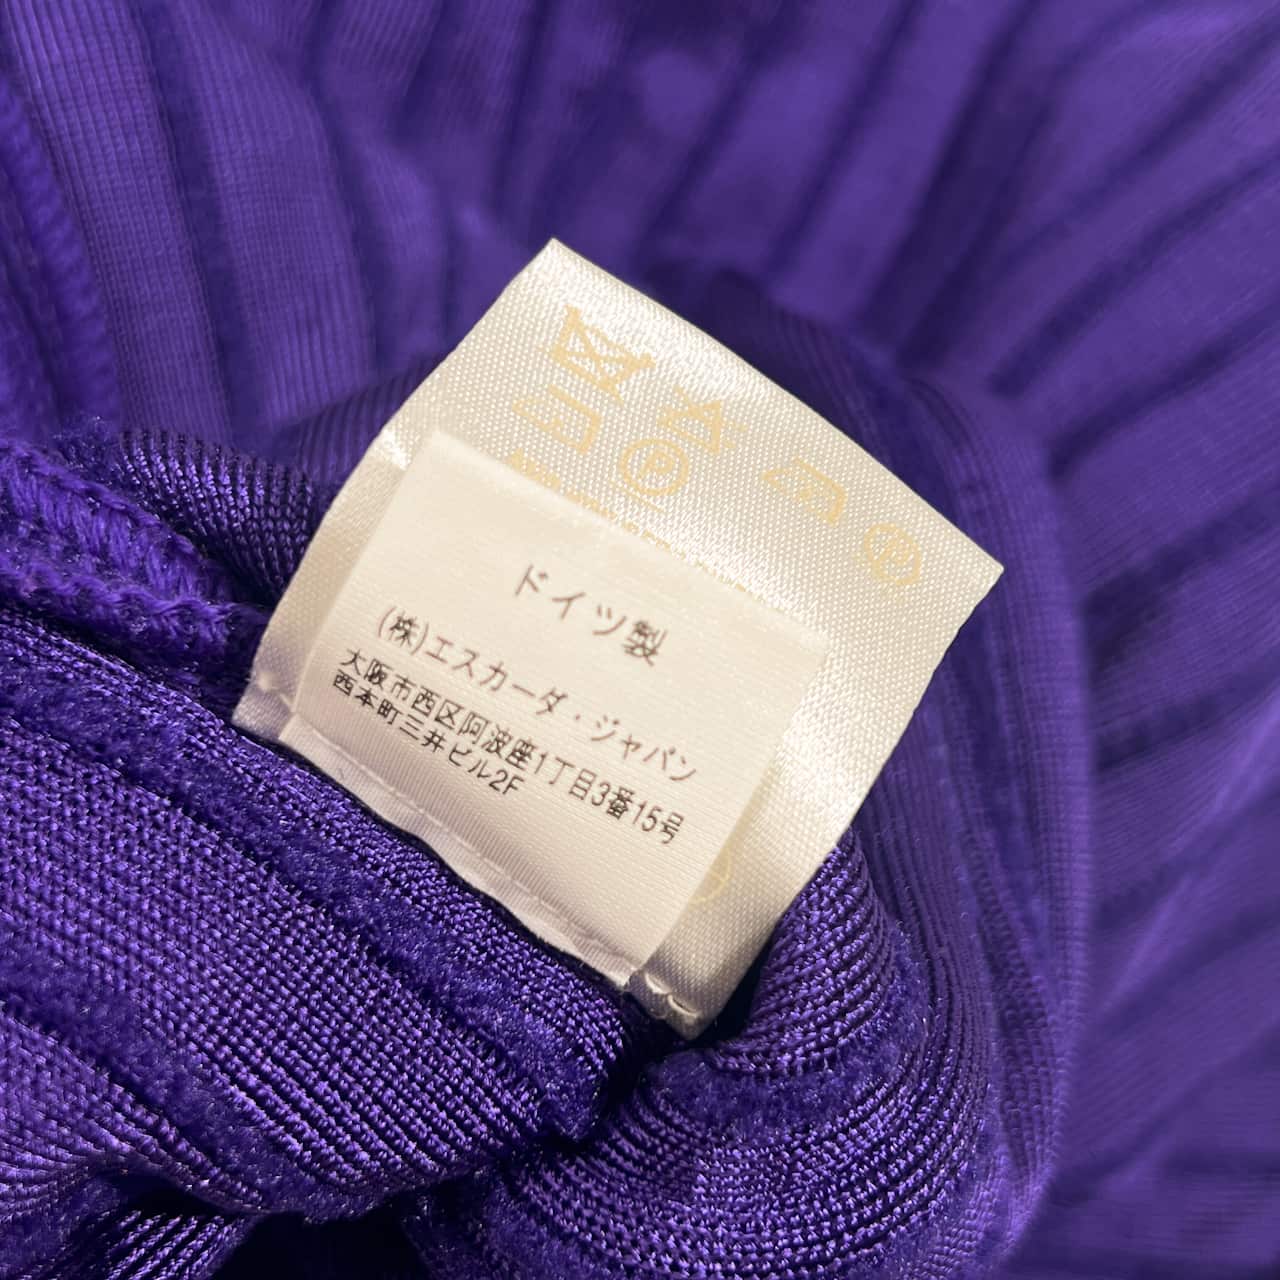 ドイツ製
(株)エスカーダ・ジャパン
大阪市西区阿波座1丁目3番15号
西本町三井ビル2F
P
P